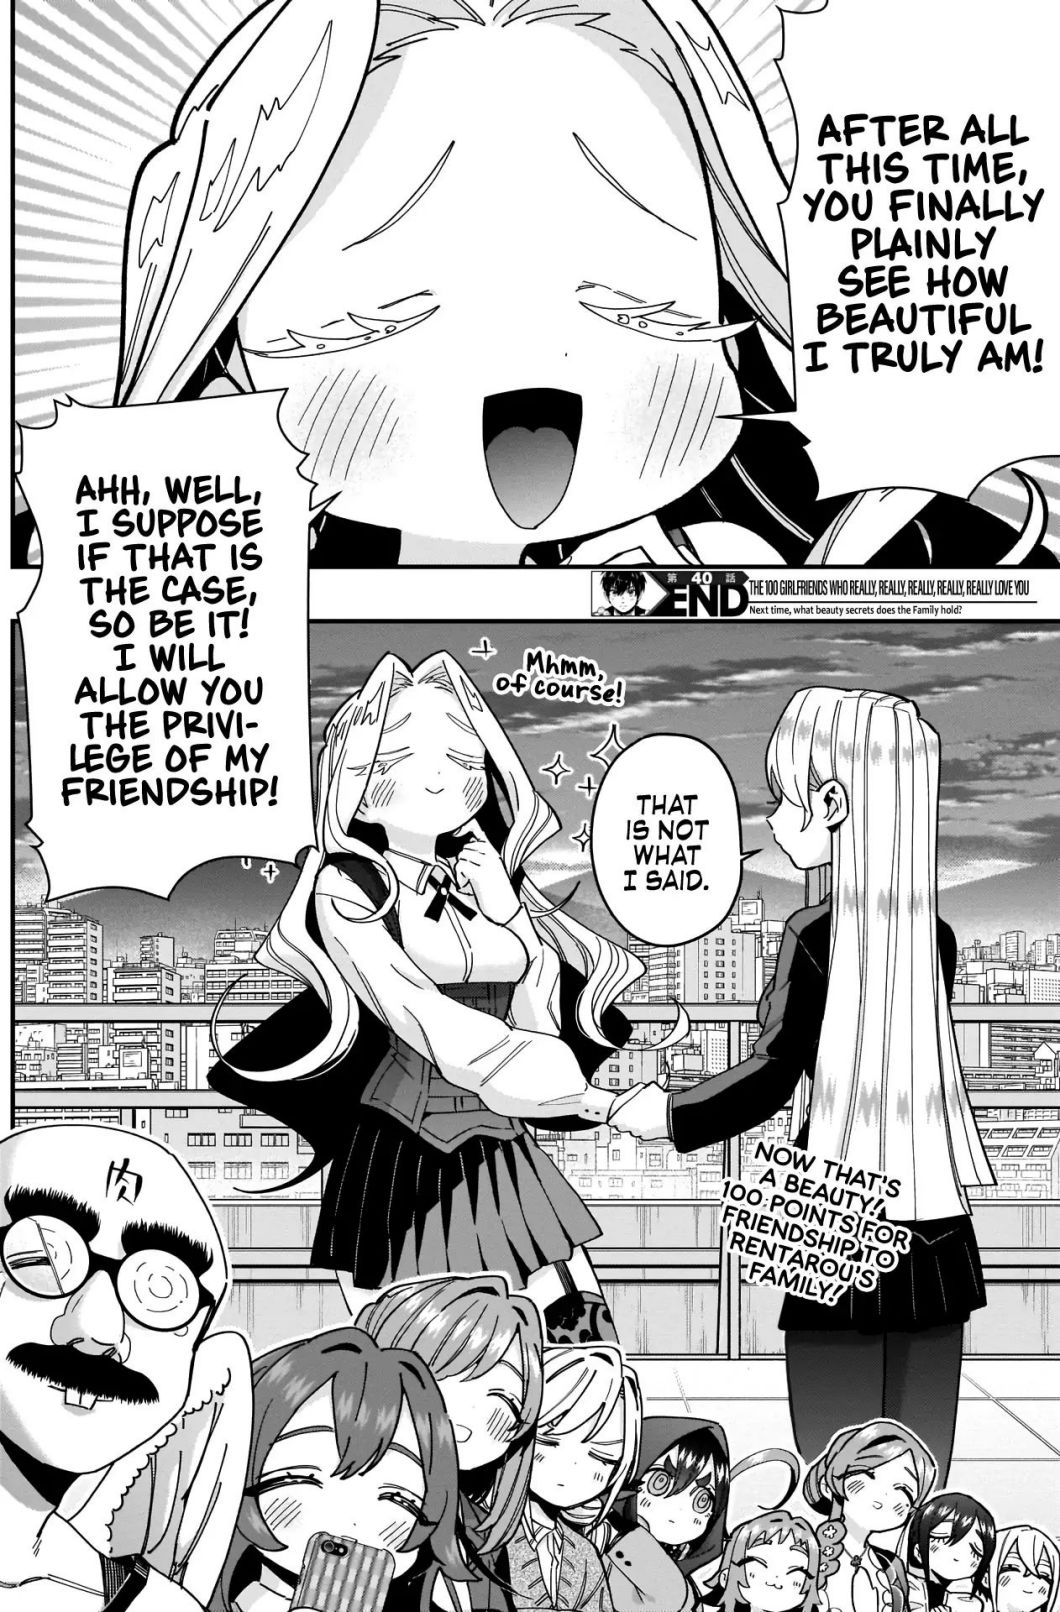 AFTER ALL
THIS TIME,
YOU FINALLY
PLAINLY
SEE HOW
BEAUTIFUL
I TRULY AM!
AHH, WELL,
I SUPPOSE
IF THAT IS
THE CASE,
SO BE IT!
I WILL
ALLOW YOU
THE PRIVI-
LEGE OF MY
FRIENDSHIP!
第 40 話
END
THE 100 GIRLFRIENDS WHO REALLY, REALLY, REALLY, REALLY, REALLY LOVE YOU
Next time, what beauty secrets does the Family hold?
Mhmm,
of course!
THAT
IS NOT
WHAT
I SAID.
NOW THAT'S
A BEAUTY!
100 POINTS FOR
FRIENDSHIP TO
RENTAROU'S
FAMILY!
肉